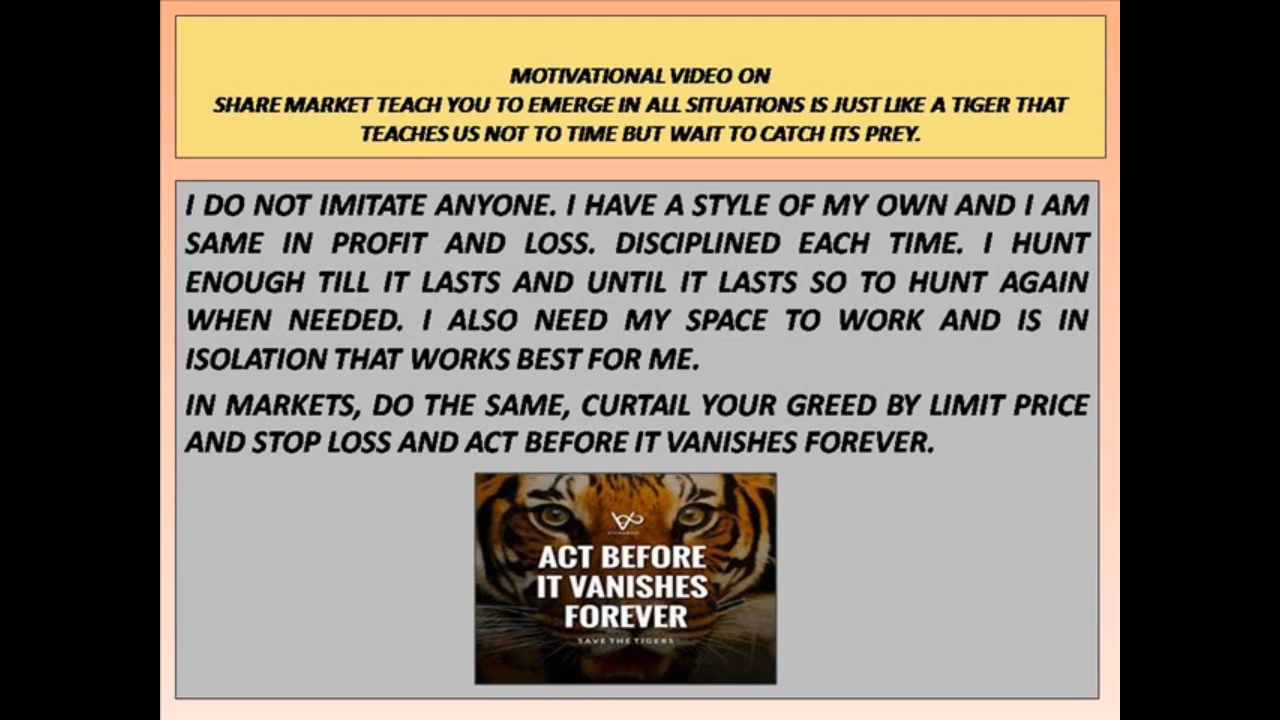 MOTIVATIONAL VIDEO ON
SHARE MARKET TEACH YOU TO EMERGE IN ALL SITUATIONS IS JUST LIKE A TIGER THAT
TEACHES US NOT TO TIME BUT WAIT TO CATCH ITS PREY.
I DO NOT IMITATE ANYONE. I HAVE A STYLE OF MY OWN AND I AM
SAME IN PROFIT AND LOSS. DISCIPLINED EACH TIME. I HUNT
ENOUGH TILL IT LASTS AND UNTIL IT LASTS SO TO HUNT AGAIN
WHEN NEEDED. I ALSO NEED MY SPACE TO WORK AND IS IN
ISOLATION THAT WORKS BEST FOR ME.
IN MARKETS, DO THE SAME, CURTAIL YOUR GREED BY LIMIT PRICE
AND STOP LOSS AND ACT BEFORE IT VANISHES FOREVER.
ACT BEFORE
IT VANISHES
FOREVER
SAVE THE TIGERS